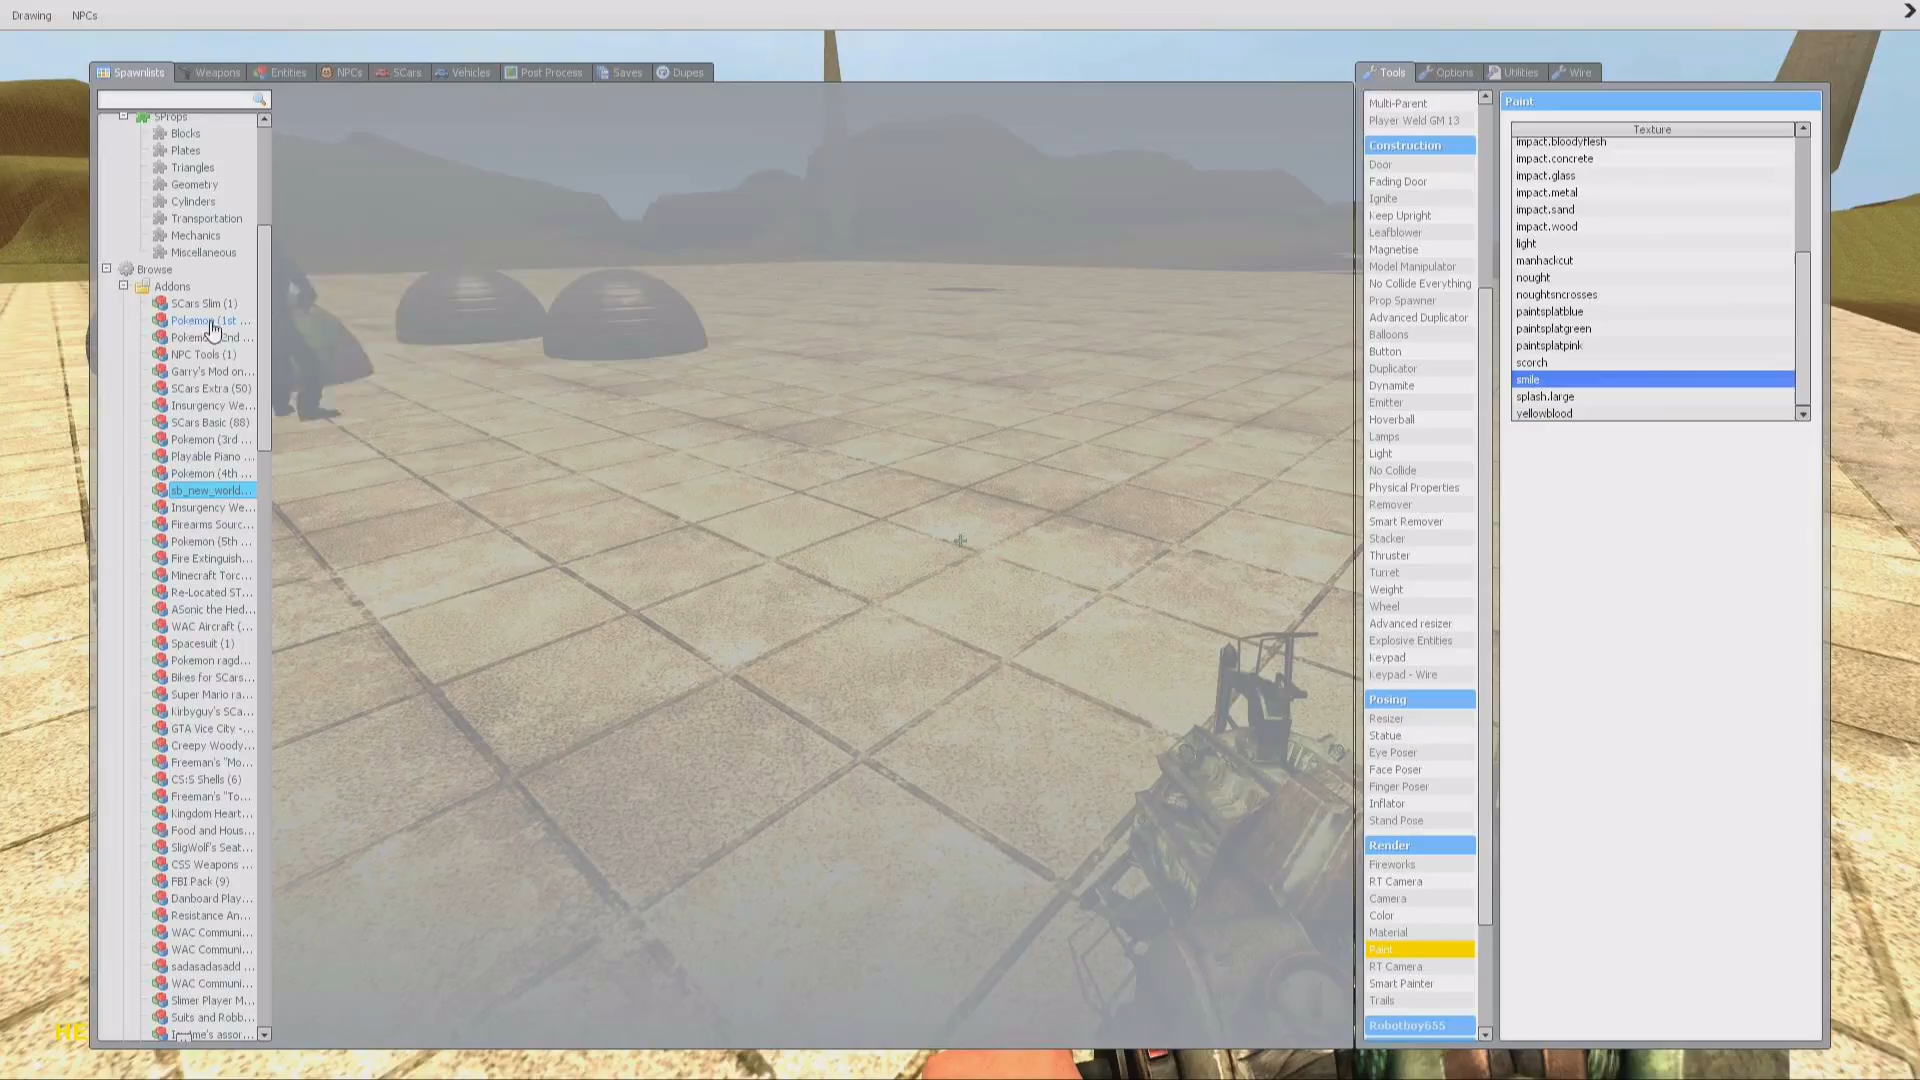 Drawing NPCs
Spawnlists Weapons Entities NPCs SCars Vehicles Post Process Saves Dupes
SProps
Blocks
Plates
Triangles
Geometry
Cylinders
Transportation
Mechanics
Miscellaneous
Browse
Addons
SCars Slim (1)
Pokemon (1st ...
Pokemon (2nd ...
NPC Tools (1)
Garry's Mod on...
SCars Extra (50)
Insurgency We...
SCars Basic (88)
Pokemon (3rd ...
Playable Piano ...
Pokemon (4th ...
sb_new_world...
Insurgency We...
Firearms Sourc...
Pokemon (5th ...
Fire Extinguish...
Minecraft Torc...
Re-Located ST...
ASonic the Hed...
WAC Aircraft (...
Spacesuit (1)
Pokemon ragd...
Bikes for SCars...
Super Mario ra...
Kirbyguy's SCa...
GTA Vice City -...
Creepy Woody...
Freeman's "Mo...
CS:S Shells (6)
Freeman's "To...
Kingdom Heart...
Food and Hous...
SligWolf's Seat...
CSS Weapons ...
FBI Pack (9)
Danboard Play...
Resistance An...
WAC Communi...
WAC Communi...
sadasadasadd ...
WAC Communi...
Slimer Player M...
Suits and Robb...
HE
Tools Options Utilities Wire
Multi-Parent
Player Weld GM 13
Construction
Door
Fading Door
Ignite
Keep Upright
Leafblower
Magnetise
Model Manipulator
No Collide Everything
Prop Spawner
Advanced Duplicator
Balloons
Button
Duplicator
Dynamite
Emitter
Hoverball
Lamps
Light
No Collide
Physical Properties
Remover
Smart Remover
Stacker
Thruster
Turret
Weight
Wheel
Advanced resizer
Explosive Entities
Keypad
Keypad - Wire
Posing
Resizer
Statue
Eye Poser
Face Poser
Finger Poser
Inflator
Stand Pose
Render
Fireworks
RT Camera
Camera
Color
Material
Paint
RT Camera
Smart Painter
Trails
Robotboy655
Paint
Texture
impact.bloodyflesh
impact.concrete
impact.glass
impact.metal
impact.sand
impact.wood
light
manhackcut
nought
noughtsncrosses
paintsplatblue
paintsplatgreen
paintsplatpink
scorch
smile
splash.large
yellowblood